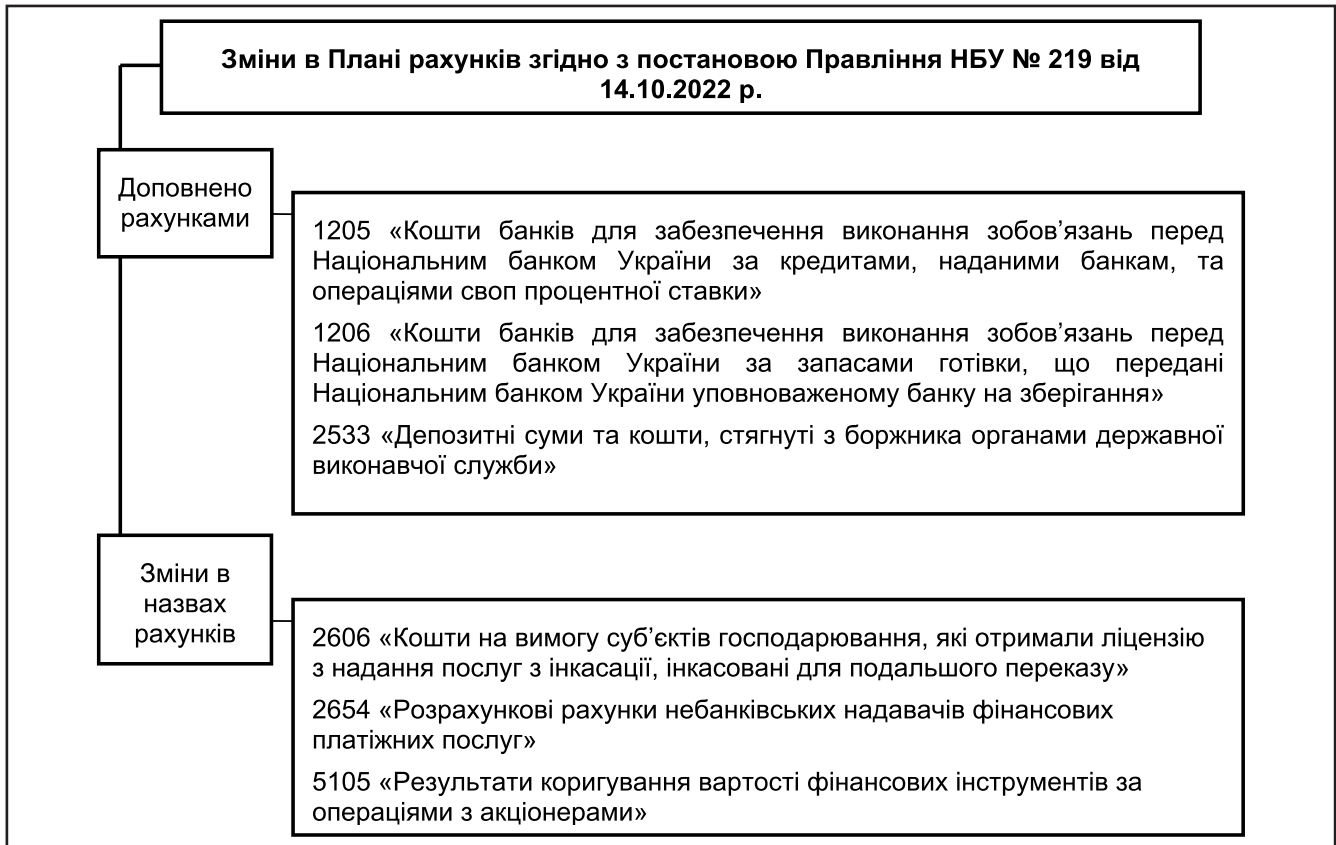 Зміни в Плані рахунків згідно з постановою Правління НБУ № 219 від
14.10.2022 р.
Доповнено
рахунками
1205 «Кошти банків для забезпечення виконання зобов’язань перед
Національним банком України за кредитами, наданими банкам, та
операціями своп процентної ставки»
1206 «Кошти банків для забезпечення виконання зобов’язань перед
Національним банком України за запасами готівки, що передані
Національним банком України уповноваженому банку на зберігання»
2533 «Депозитні суми та кошти, стягнуті з боржника органами державної
виконавчої служби»
Зміни в
назвах
рахунків
2606 «Кошти на вимогу суб’єктів господарювання, які отримали ліцензію
з надання послуг з інкасації, інкасовані для подальшого переказу»
2654 «Розрахункові рахунки небанківських надавачів фінансових
платіжних послуг»
5105 «Результати коригування вартості фінансових інструментів за
операціями з акціонерами»